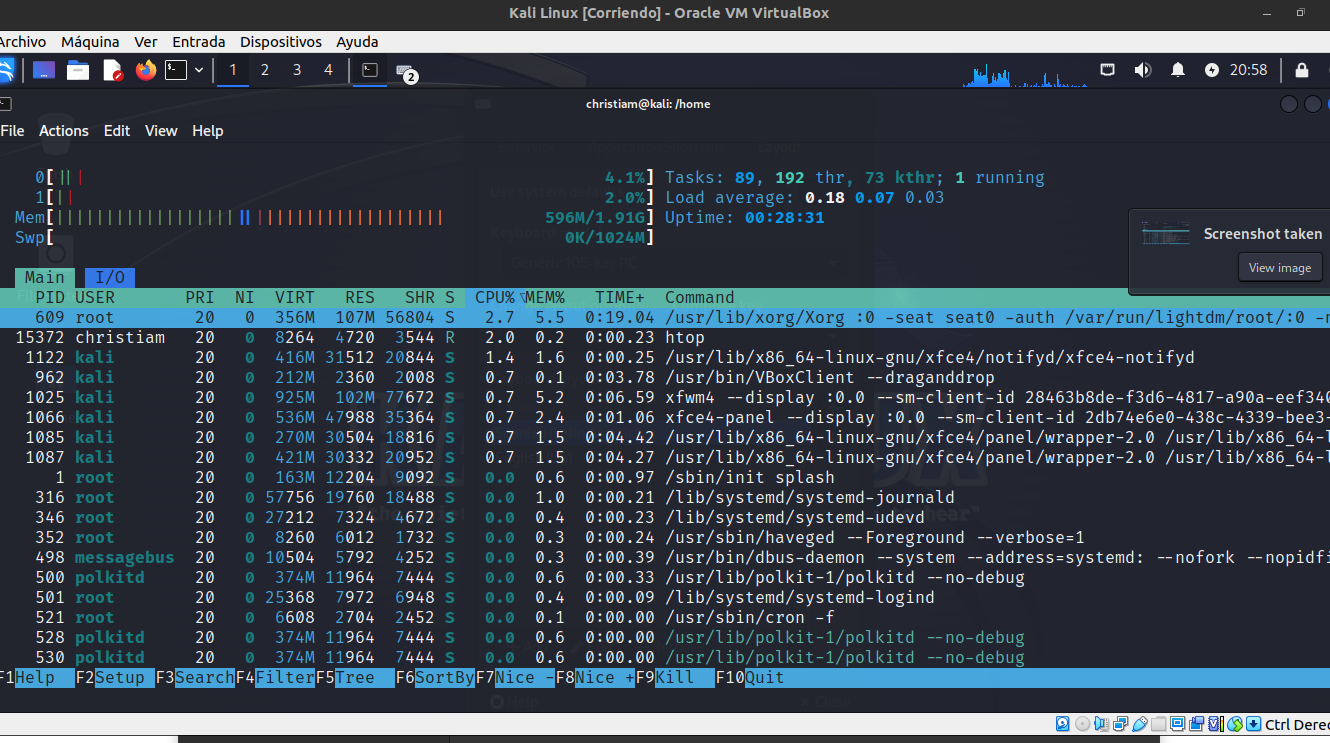 Kali Linux [Corriendo] - Oracle VM VirtualBox
Archivo Máquina Ver Entrada Dispositivos Ayuda
1 2 3 4 2 20:58
christiam@kali: /home
File Actions Edit View Help
0[|| | 4.1%] Tasks: 89, 192 thr, 73 kthr; 1 running
1[| | 2.0%] Load average: 0.18 0.07 0.03
Mem[||||||||||||||||||||||||||||||||||||||| 596M/1.91G] Uptime: 00:28:31
Swp[ 0K/1024M]
Screenshot taken
View image
Main I/O
PID USER PRI NI VIRT RES SHR S CPU%▽MEM% TIME+ Command
609 root 20 0 356M 107M 56804 S 2.7 5.5 0:19.04 /usr/lib/xorg/Xorg :0 -seat seat0 -auth /var/run/lightdm/root/:0 -n
15372 christiam 20 0 8264 4720 3544 R 2.0 0.2 0:00.23 htop
1122 kali 20 0 416M 31512 20844 S 1.4 1.6 0:00.25 /usr/lib/x86_64-linux-gnu/xfce4/notifyd/xfce4-notifyd
962 kali 20 0 212M 2360 2008 S 0.7 0.1 0:03.78 /usr/bin/VBoxClient --draganddrop
1025 kali 20 0 925M 102M 77672 S 0.7 5.2 0:06.59 xfwm4 --display :0.0 --sm-client-id 28463b8de-f3d6-4817-a90a-eef340
1066 kali 20 0 536M 47988 35364 S 0.7 2.4 0:01.06 xfce4-panel --display :0.0 --sm-client-id 2db74e6e0-438c-4339-bee3-
1085 kali 20 0 270M 30504 18816 S 0.7 1.5 0:04.42 /usr/lib/x86_64-linux-gnu/xfce4/panel/wrapper-2.0 /usr/lib/x86_64-l
1087 kali 20 0 421M 30332 20952 S 0.7 1.5 0:04.27 /usr/lib/x86_64-linux-gnu/xfce4/panel/wrapper-2.0 /usr/lib/x86_64-l
1 root 20 0 163M 12204 9092 S 0.0 0.6 0:00.97 /sbin/init splash
316 root 20 0 57756 19760 18488 S 0.0 1.0 0:00.21 /lib/systemd/systemd-journald
346 root 20 0 27212 7324 4672 S 0.0 0.4 0:00.23 /lib/systemd/systemd-udevd
352 root 20 0 8260 6012 1732 S 0.0 0.3 0:00.24 /usr/sbin/haveged --Foreground --verbose=1
498 messagebus 20 0 10504 5792 4252 S 0.0 0.3 0:00.39 /usr/bin/dbus-daemon --system --address=systemd: --nofork --nopidfi
500 polkitd 20 0 374M 11964 7444 S 0.0 0.6 0:00.33 /usr/lib/polkit-1/polkitd --no-debug
501 root 20 0 25368 7972 6948 S 0.0 0.4 0:00.09 /lib/systemd/systemd-logind
521 root 20 0 6608 2704 2452 S 0.0 0.1 0:00.00 /usr/sbin/cron -f
528 polkitd 20 0 374M 11964 7444 S 0.0 0.6 0:00.00 /usr/lib/polkit-1/polkitd --no-debug
530 polkitd 20 0 374M 11964 7444 S 0.0 0.6 0:00.00 /usr/lib/polkit-1/polkitd --no-debug
F1Help F2Setup F3SearchF4FilterF5Tree F6SortByF7Nice -F8Nice +F9Kill F10Quit
Ctrl Derec